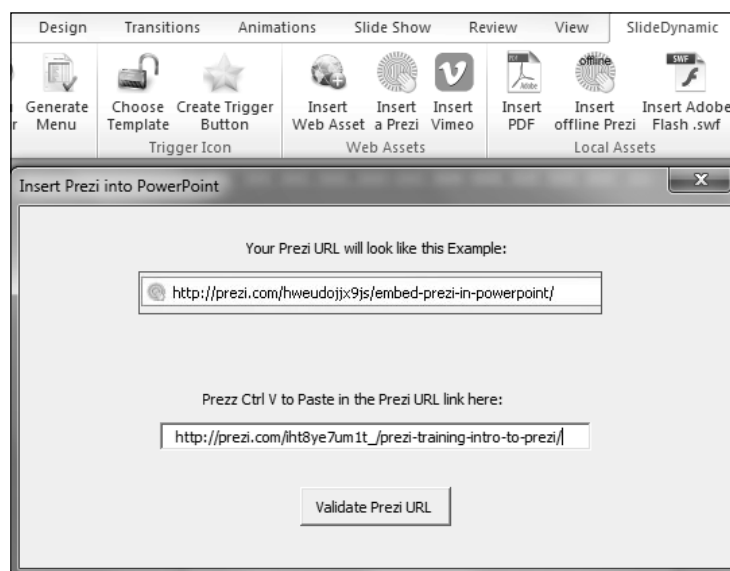 Design Transitions Animations Slide Show Review View SlideDynamic
offline SWF
Adobe
Generate Choose Create Trigger Insert Insert Insert Insert Insert Insert Adobe
r Menu Template Button Web Asset a Prezi Vimeo PDF offline Prezi Flash .swf
Trigger Icon Web Assets Local Assets
Insert Prezi into PowerPoint
X
Your Prezi URL will look like this Example:
http://prezi.com/hweudojjx9js/embed-prezi-in-powerpoint/
Prezz Ctrl V to Paste in the Prezi URL link here:
http://prezi.com/iht8ye7um1t_/prezi-training-intro-to-prezi/
Validate Prezi URL